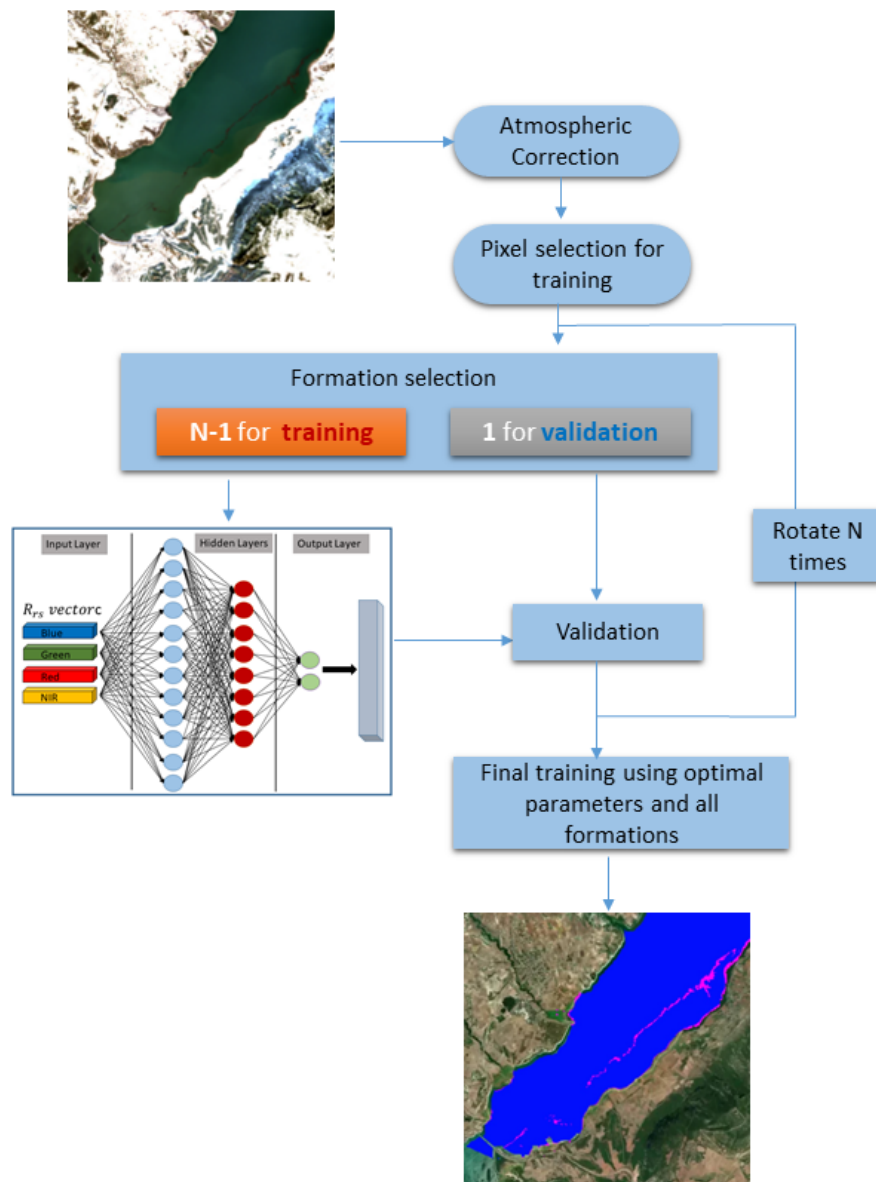 Atmospheric
Correction
Pixel selection for
training
Formation selection
N-1 for training
1 for validation
Input Layer
Hidden Layers
Output Layer
Rrs vectorc
Blue
Green
Red
NIR
Rotate N
times
Validation
Final training using optimal
parameters and all
formations